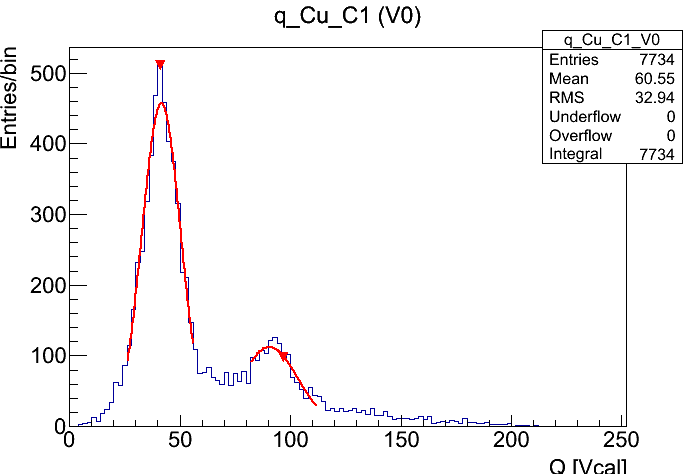 q_Cu_C1 (V0)
q_Cu_C1_V0
Entries 7734
Mean 60.55
RMS 32.94
Underflow 0
Overflow 0
Integral 7734
Entries/bin
500
400
300
200
100
0
0 50 100 150 200 250
Q [Vcal]